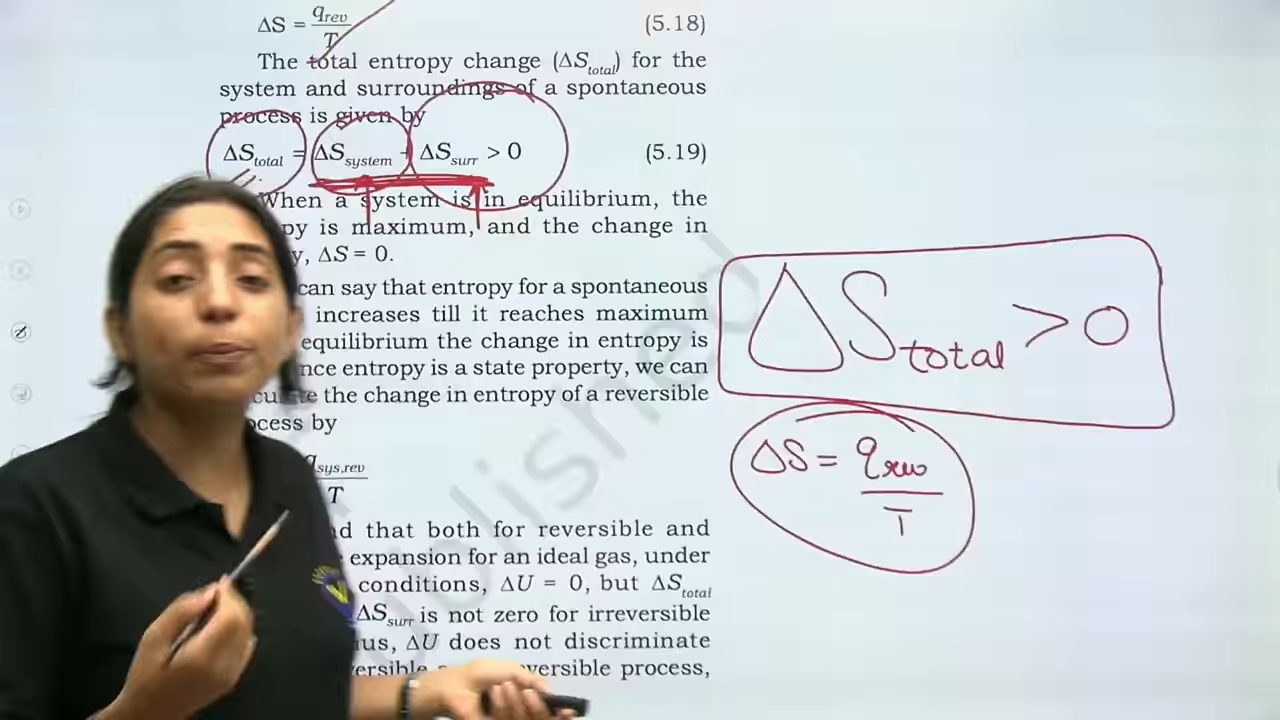 ΔS = q_rev / T (5.18)
The total entropy change (ΔS_total) for the
system and surroundings of a spontaneous
process is given by
ΔS_total = ΔS_system + ΔS_surr > 0 (5.19)
When a system is in equilibrium, the
is maximum, and the change in
ΔS = 0.
can say that entropy for a spontaneous
increases till it reaches maximum
equilibrium the change in entropy is
entropy is a state property, we can
the change in entropy of a reversible
by
q_sys,rev / T
that both for reversible and
expansion for an ideal gas, under
conditions, ΔU = 0, but ΔS_total
ΔS_surr is not zero for irreversible
ΔU does not discriminate
process,
ΔS_total > 0
ΔS = q_rev / T